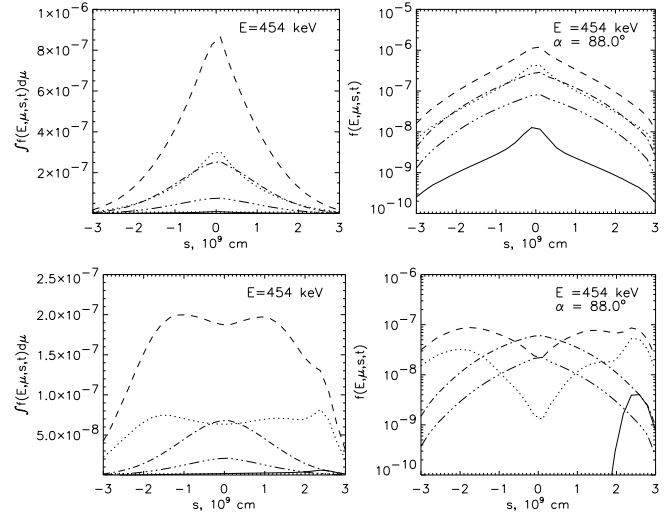 1×10⁻⁶
8×10⁻⁷
6×10⁻⁷
4×10⁻⁷
2×10⁻⁷
∫f(E,μ,s,t)dμ
E=454 keV
−3 −2 −1 0 1 2 3
s, 10⁹ cm
10⁻⁵
10⁻⁶
10⁻⁷
10⁻⁸
10⁻⁹
10⁻¹⁰
f(E,μ,s,t)
E =454 keV
α = 88.0°
−3 −2 −1 0 1 2 3
s, 10⁹ cm
2.5×10⁻⁷
2.0×10⁻⁷
1.5×10⁻⁷
1.0×10⁻⁷
5.0×10⁻⁸
∫f(E,μ,s,t)dμ
E=454 keV
−3 −2 −1 0 1 2 3
s, 10⁹ cm
10⁻⁶
10⁻⁷
10⁻⁸
10⁻⁹
10⁻¹⁰
f(E,μ,s,t)
E =454 keV
α = 88.0°
−3 −2 −1 0 1 2 3
s, 10⁹ cm